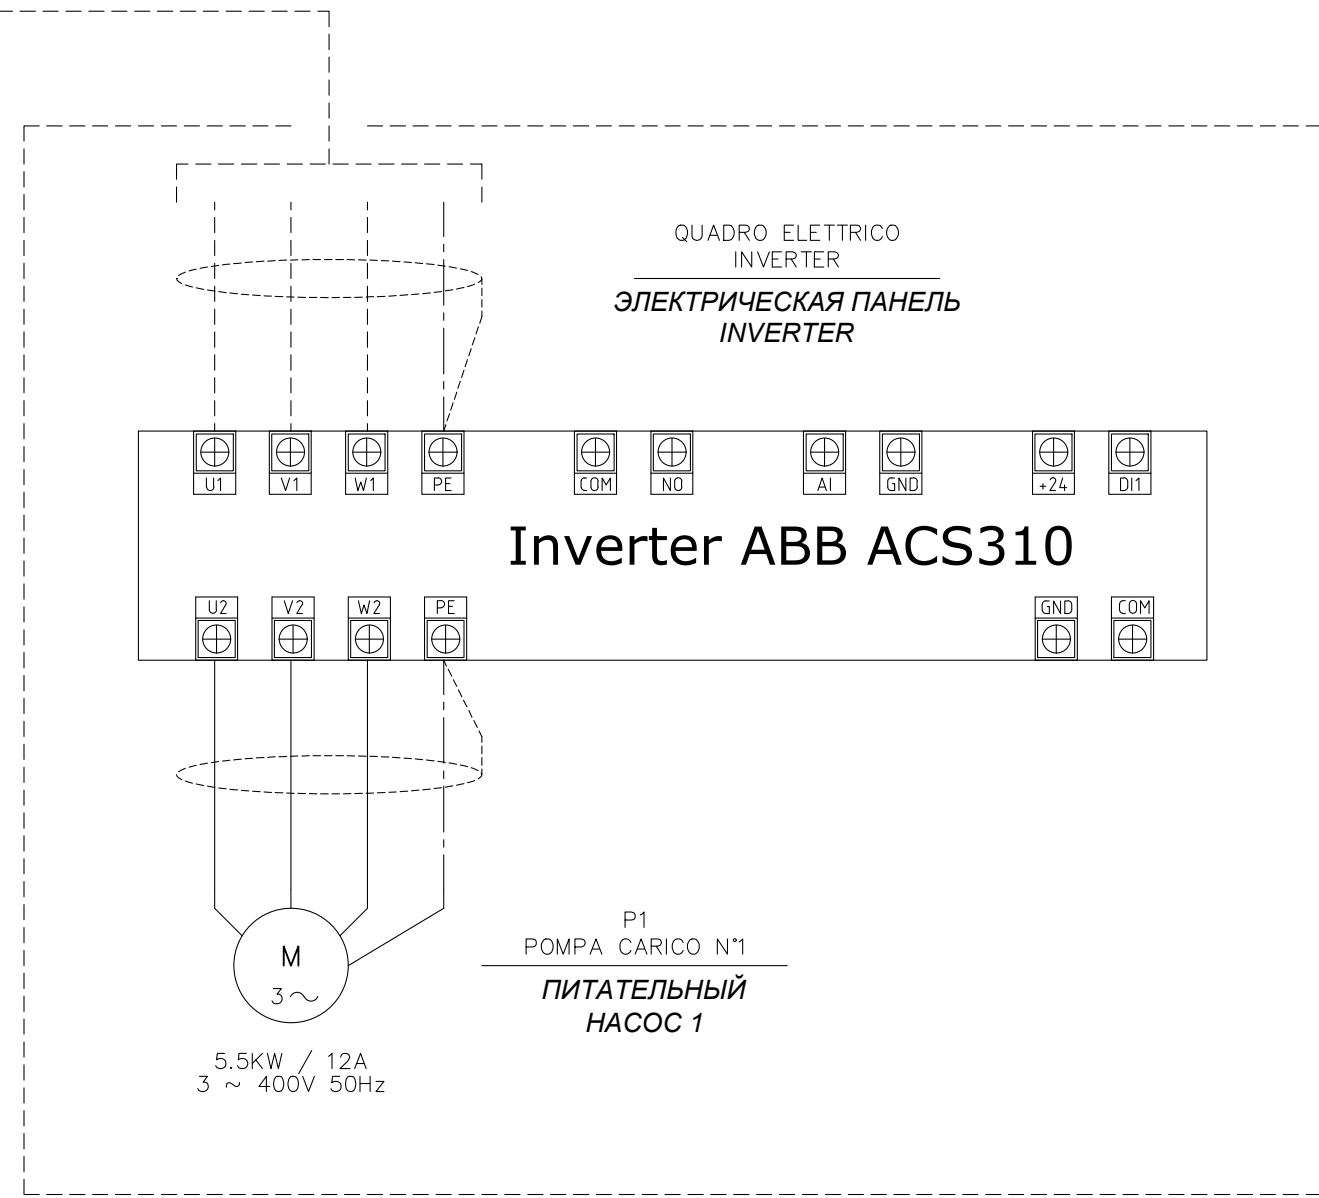 QUADRO ELETTRICO
INVERTER
ЭЛЕКТРИЧЕСКАЯ ПАНЕЛЬ
INVERTER
U1 V1 W1 PE COM NO AI GND +24 DI1
Inverter ABB ACS310
U2 V2 W2 PE GND COM
P1
POMPA CARICO N°1
ПИТАТЕЛЬНЫЙ
НАСОС 1
M
3~
5.5KW / 12A
3 ~ 400V 50Hz